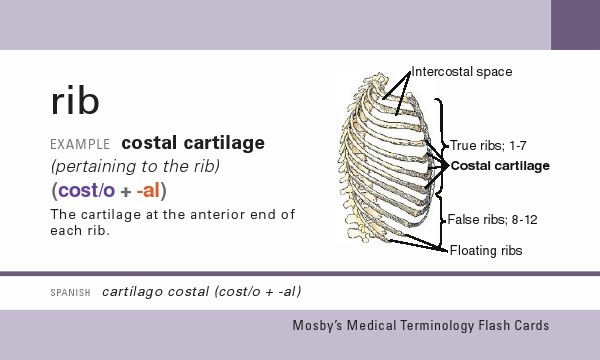 rib
EXAMPLE costal cartilage
(pertaining to the rib)
(cost/o + -al)
The cartilage at the anterior end of
each rib.
Intercostal space
True ribs; 1-7
Costal cartilage
False ribs; 8-12
Floating ribs
SPANISH cartílago costal (cost/o + -al)
Mosby's Medical Terminology Flash Cards